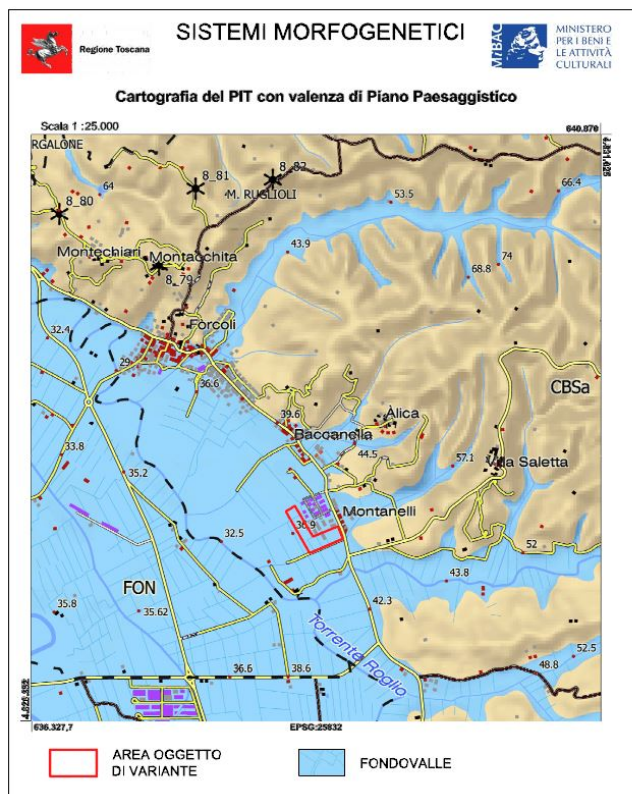 Regione Toscana
SISTEMI MORFOGENETICI
MiBAC
MINISTERO
PER I BENI E
LE ATTIVITÀ
CULTURALI
Cartografia del PIT con valenza di Piano Paesaggistico
Scala 1 :25.000
640.870
4.831.625
RGALONE
8_82
8_81
64
M. RUGLIOLI
53.5
66.4
8_80
43.9
74
Montechiari
Montacchita
68.8
8_79
32.4
Forcoli
29
36.6
CBSa
39.6
Alica
Baccanella
33.8
44.5
57.1
Villa Saletta
35.2
Montanelli
36.9
32.5
52
FON
43.8
35.8
35.62
42.3
Torrente Roglio
52.5
48.8
36.6
38.6
636.327,7
EPSG:25832
AREA OGGETTO
DI VARIANTE
FONDOVALLE